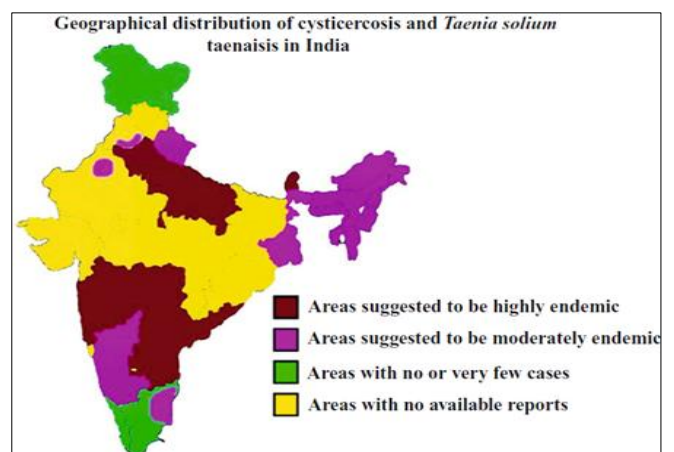 Geographical distribution of cysticercosis and Taenia solium
taenaisis in India
Areas suggested to be highly endemic
Areas suggested to be moderately endemic
Areas with no or very few cases
Areas with no available reports